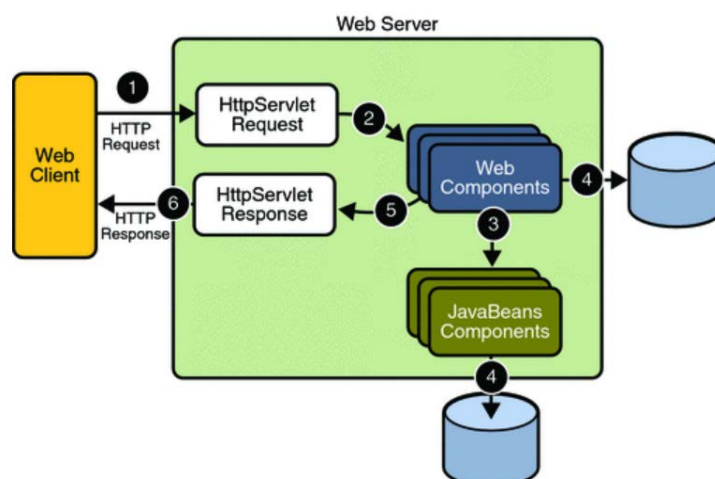 Web Server
1
HTTP
Request
Web
Client
HttpServlet
Request
2
Web
Components
4
6
HTTP
Response
HttpServlet
Response
5
3
JavaBeans
Components
4